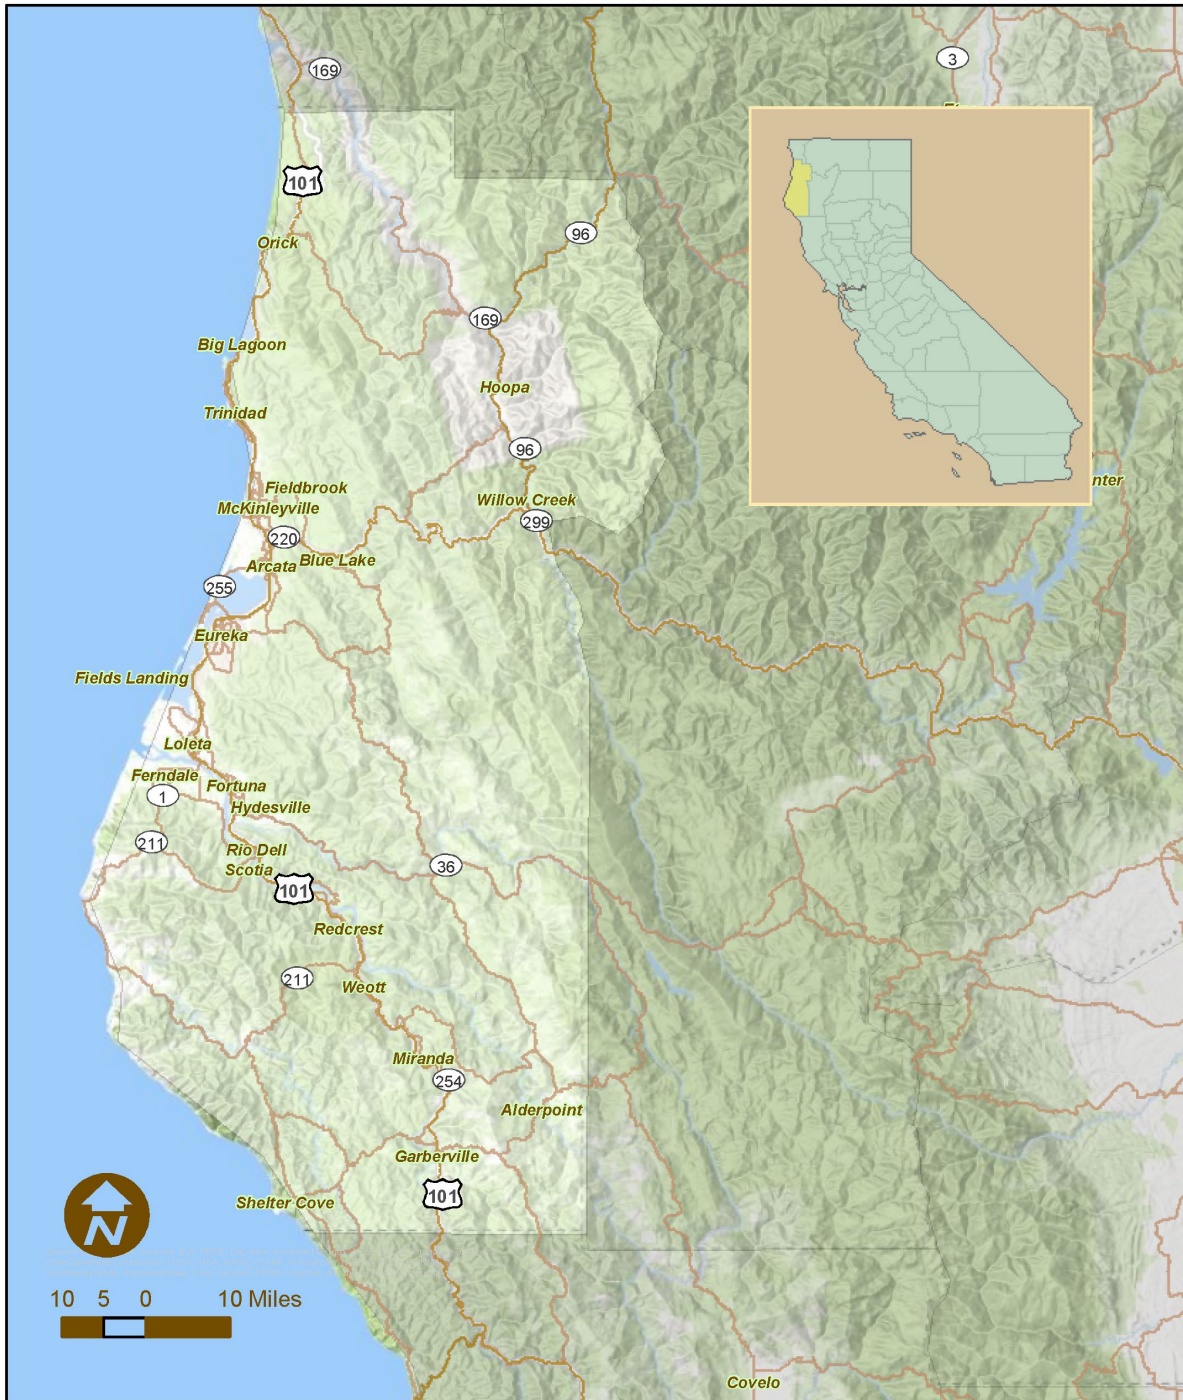 169
3
101
96
Orick
169
Big Lagoon
Hoopa
Trinidad
96
nter
Fieldbrook
Willow Creek
McKinleyville
299
220
Blue Lake
Arcata
255
Eureka
Fields Landing
Loleta
Ferndale
Fortuna
1
Hydesville
211
Rio Dell
36
Scotia
101
Redcrest
211
Weott
Miranda
254
Alderpoint
Garberville
101
Shelter Cove
N
10 5 0 10 Miles
Covelo